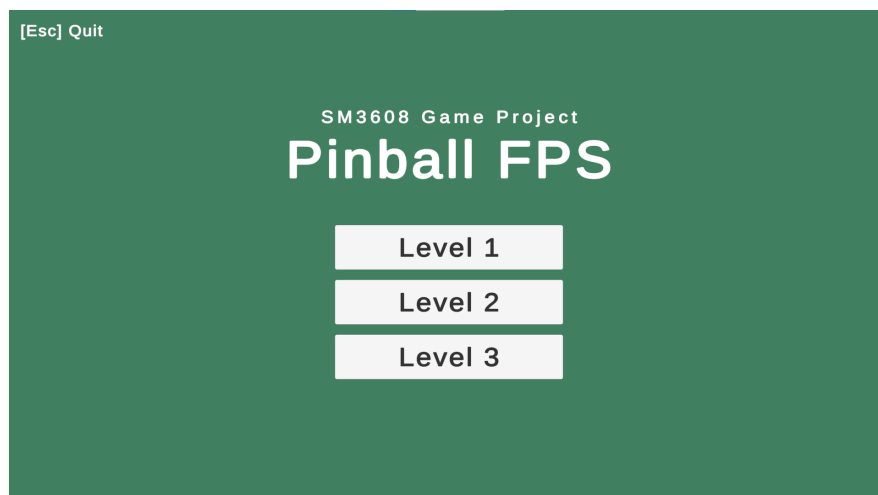 [Esc] Quit
SM3608 Game Project
Pinball FPS
Level 1
Level 2
Level 3